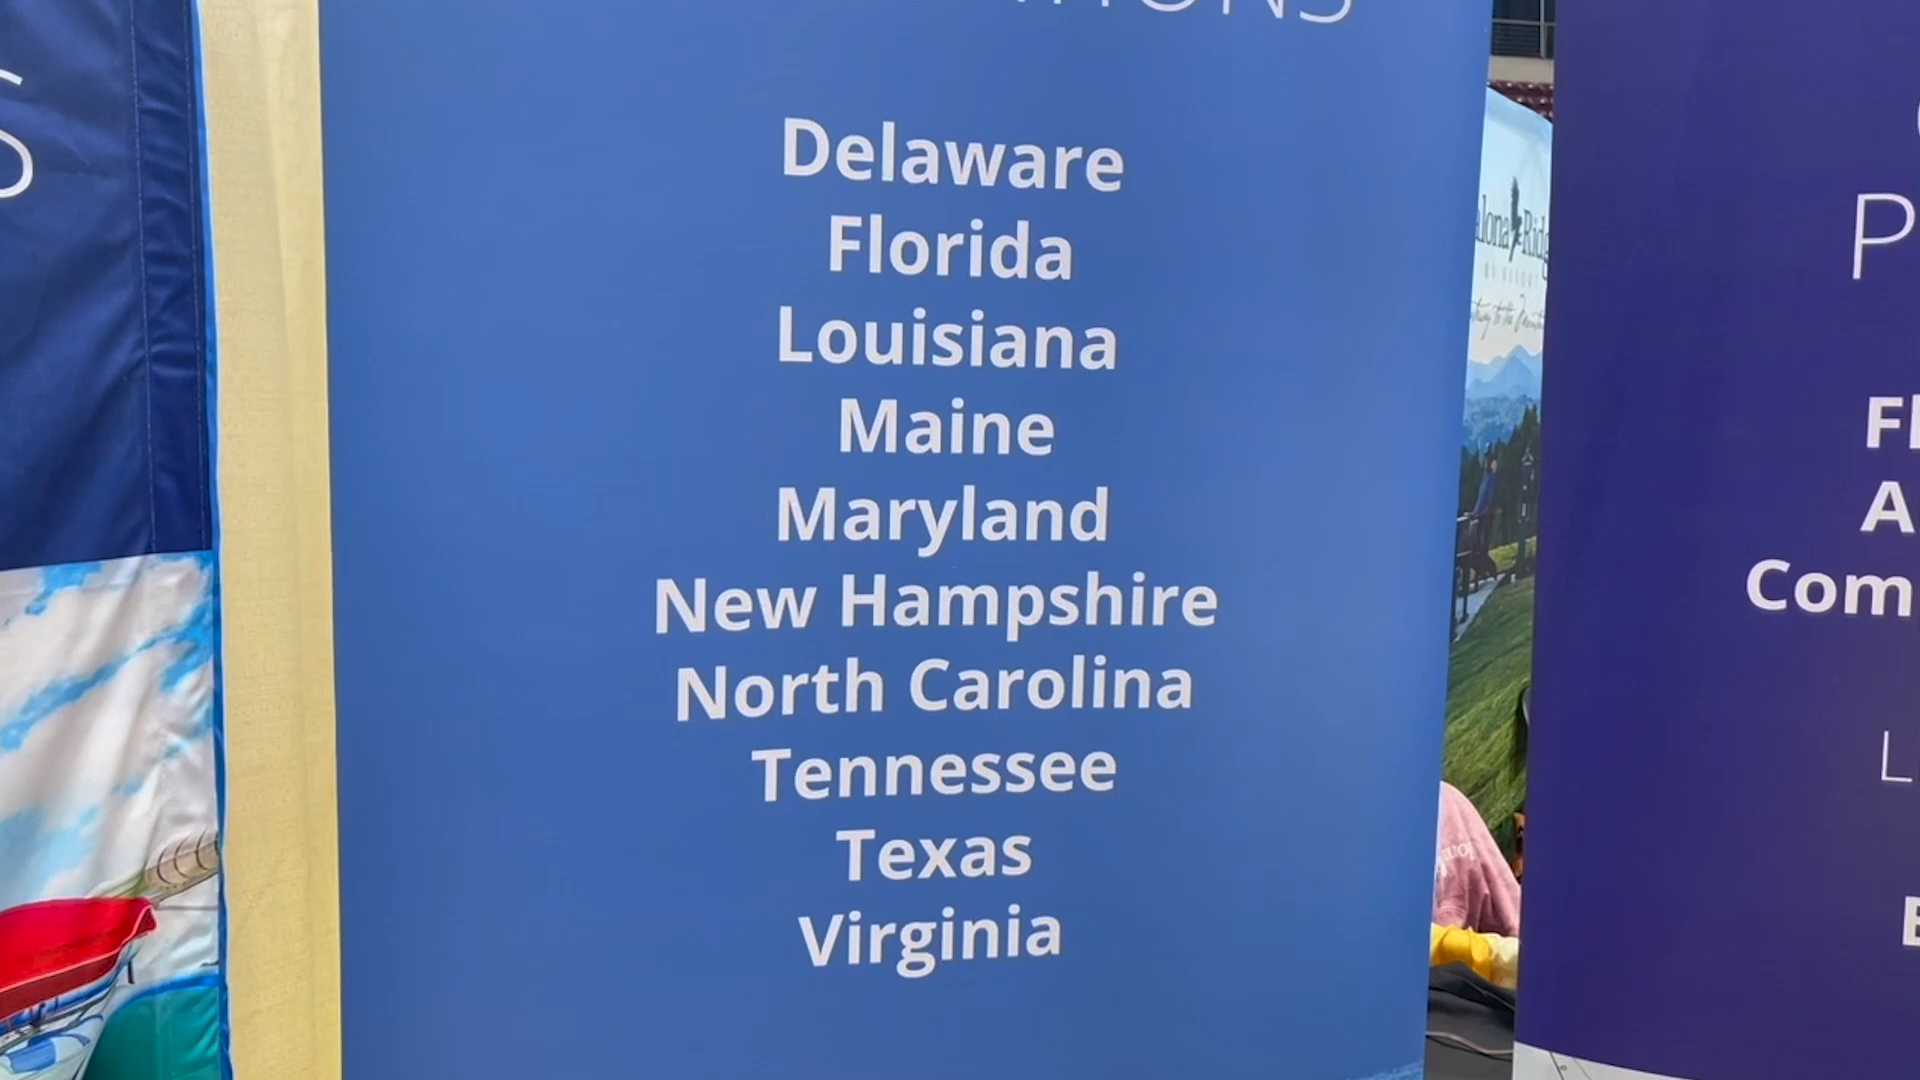 Delaware
Florida
Louisiana
Maine
Maryland
New Hampshire
North Carolina
Tennessee
Texas
Virginia